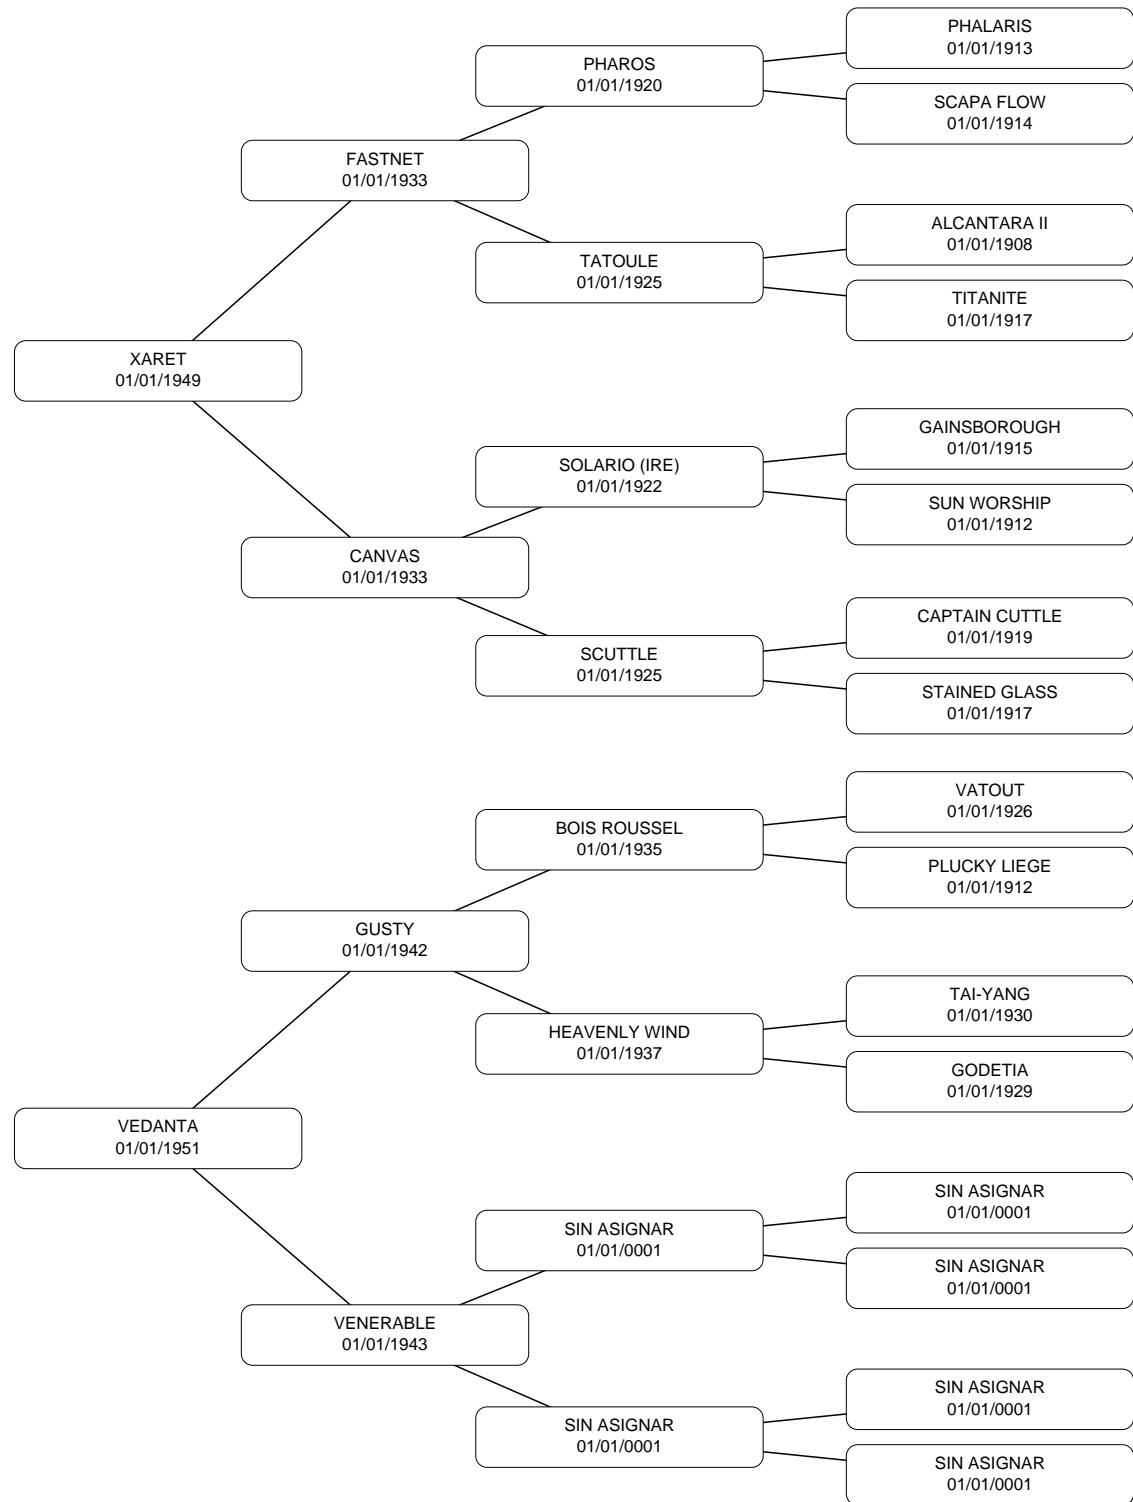 PHALARIS
01/01/1913
PHAROS
01/01/1920
SCAPA FLOW
01/01/1914
FASTNET
01/01/1933
ALCANTARA II
01/01/1908
TATOULE
01/01/1925
TITANITE
01/01/1917
XARET
01/01/1949
GAINSBOROUGH
01/01/1915
SOLARIO (IRE)
01/01/1922
SUN WORSHIP
01/01/1912
CANVAS
01/01/1933
CAPTAIN CUTTLE
01/01/1919
SCUTTLE
01/01/1925
STAINED GLASS
01/01/1917
VATOUT
01/01/1926
BOIS ROUSSEL
01/01/1935
PLUCKY LIEGE
01/01/1912
GUSTY
01/01/1942
TAI-YANG
01/01/1930
HEAVENLY WIND
01/01/1937
GODETIA
01/01/1929
VEDANTA
01/01/1951
SIN ASIGNAR
01/01/0001
SIN ASIGNAR
01/01/0001
SIN ASIGNAR
01/01/0001
VENERABLE
01/01/1943
SIN ASIGNAR
01/01/0001
SIN ASIGNAR
01/01/0001
SIN ASIGNAR
01/01/0001